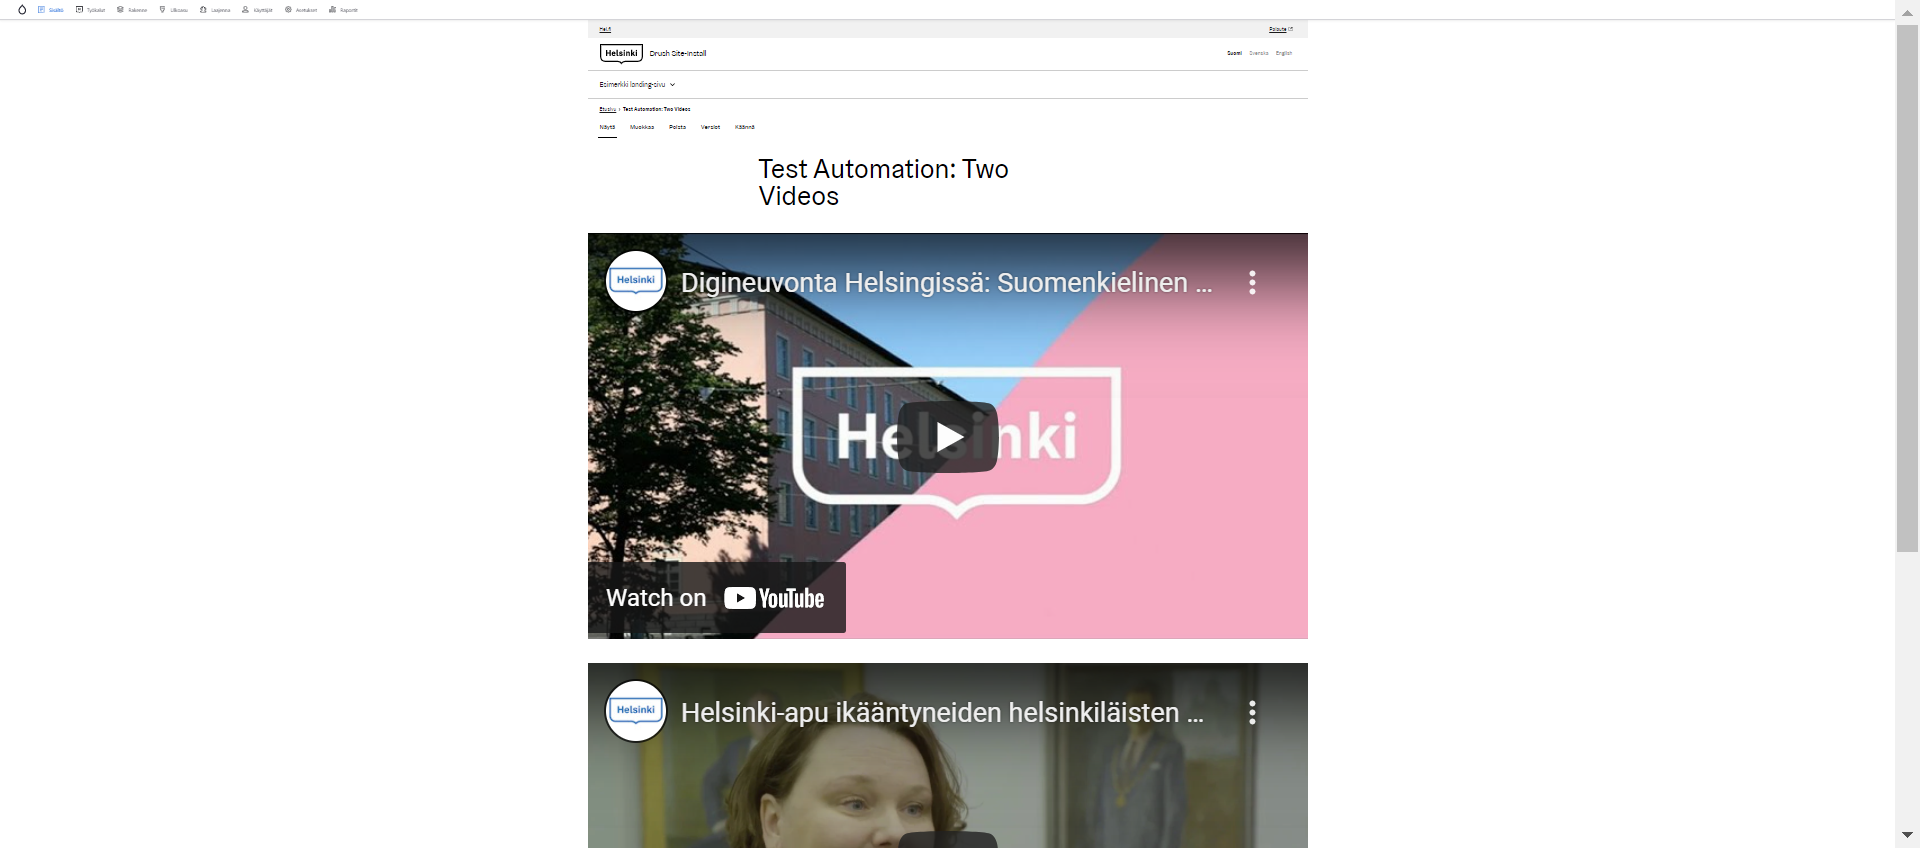 Sisältö Työkalut Rakenne Ulkoasu Laajenna Käyttäjät Asetukset Raportit
Hel.fi Palaute
Helsinki Drush Site-Install Suomi Svenska English
Esimerkki landing-sivu
Etusivu › Test Automation: Two Videos
Näytä Muokkaa Poista Versiot Käännä
Test Automation: Two
Videos
Helsinki Digineuvonta Helsingissä: Suomenkielinen ...
Helsinki
Watch on YouTube
Helsinki Helsinki-apu ikääntyneiden helsinkiläisten ...